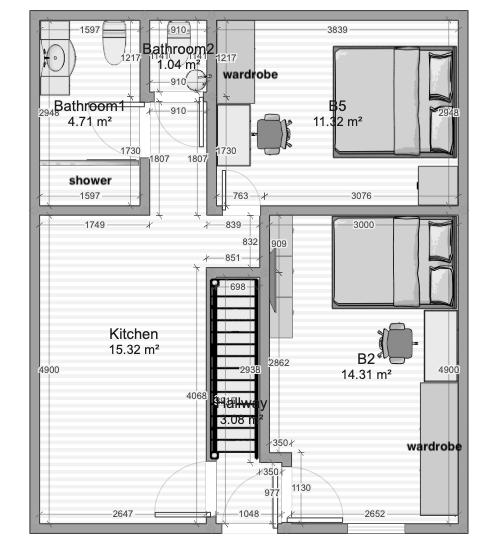 1597
910
3839
Bathroom2
1.04 m²
1217
1141
1141
1217
wardrobe
910
Bathroom1
4.71 m²
2948
910
B5
11.32 m²
2948
1730
1807
1807
1730
shower
1597
763
3076
1749
839
3000
832
909
851
698
Kitchen
15.32 m²
4900
2938
2862
B2
14.31 m²
4900
4068
Hallway
3.08 m²
350
wardrobe
350
977
1130
2647
1048
2652